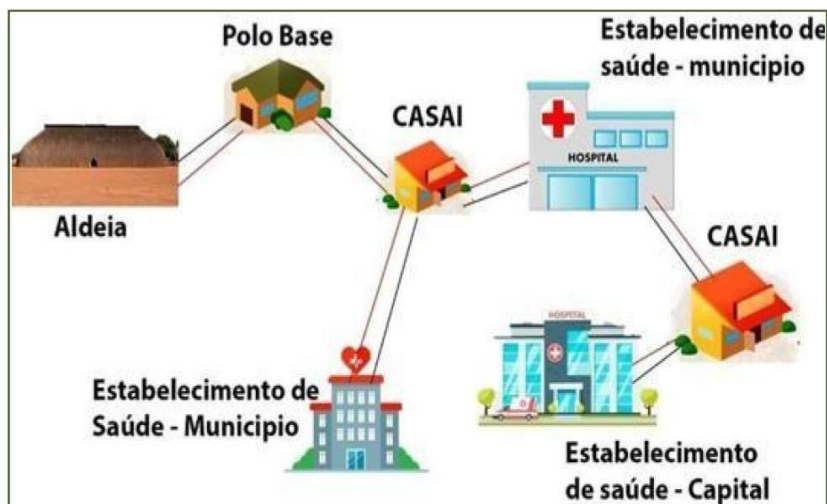 Polo Base
Estabelecimento de
saúde - municipio
CASAI
HOSPITAL
Aldeia
CASAI
HOSPITAL
Estabelecimento de
Saúde - Municipio
Estabelecimento
de saúde - Capital